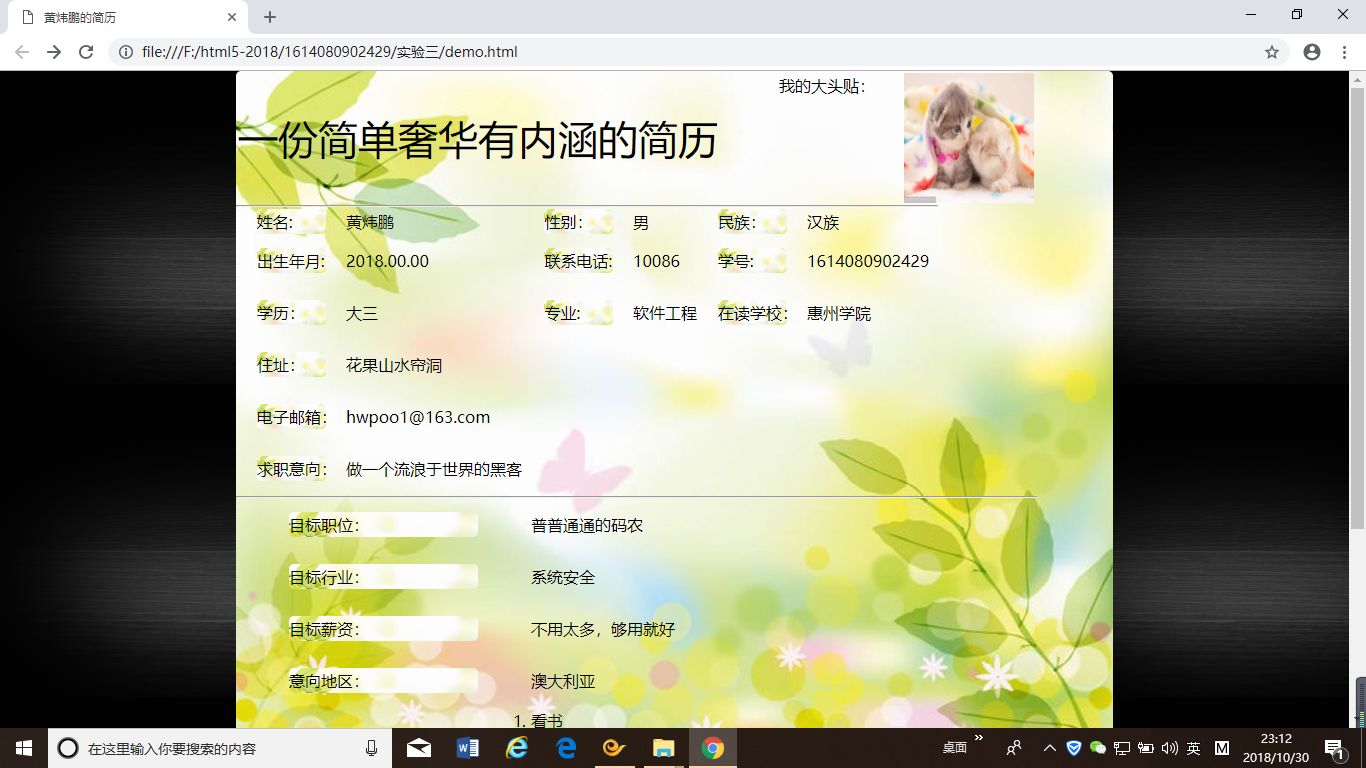 黄炜鹏的简历
file:///F:/html5-2018/1614080902429/实验三/demo.html
我的大头贴：
一份简单奢华有内涵的简历
姓名: 黄炜鹏 性别： 男 民族： 汉族
出生年月: 2018.00.00 联系电话: 10086 学号: 1614080902429
学历： 大三 专业: 软件工程 在读学校： 惠州学院
住址： 花果山水帘洞
电子邮箱： hwpoo1@163.com
求职意向： 做一个流浪于世界的黑客
目标职位： 普普通通的码农
目标行业： 系统安全
目标薪资： 不用太多，够用就好
意向地区： 澳大利亚
1. 看书
在这里输入你要搜索的内容
桌面
英
M
23:12
2018/10/30
1